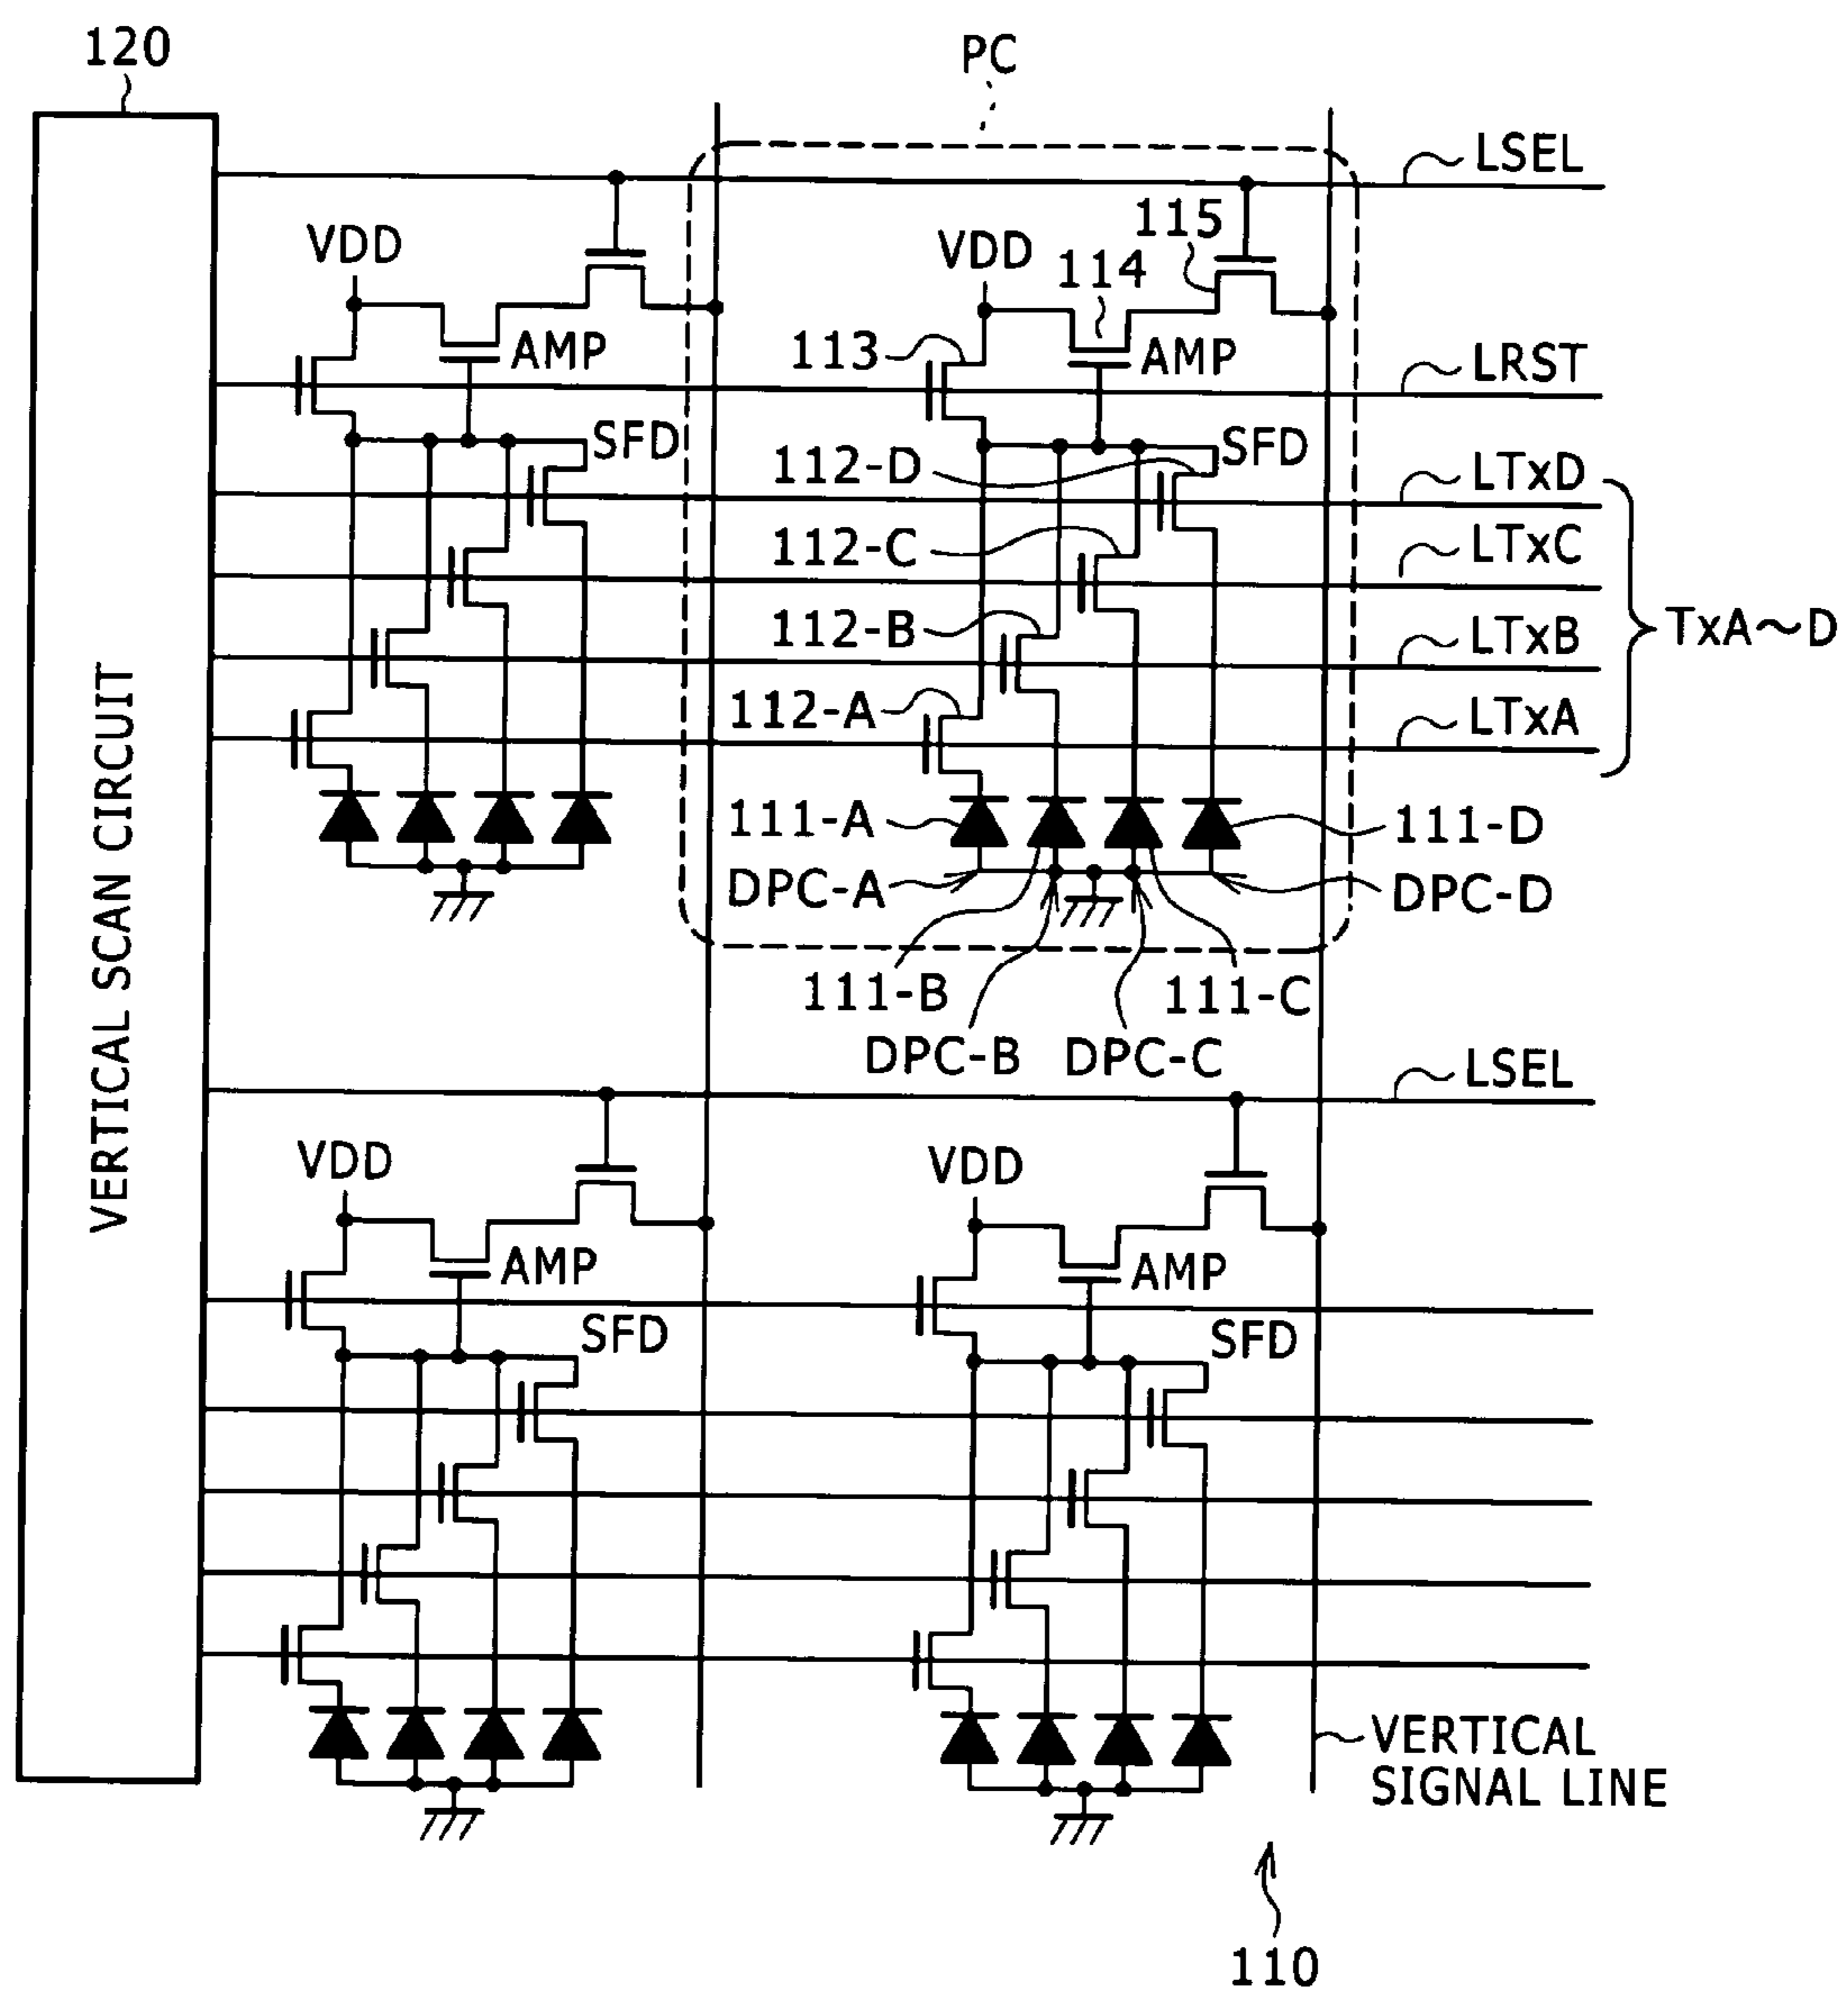 120
PC
LSEL
115
VDD
VDD
114
AMP
113
AMP
LRST
SFD
SFD
112-D
LTxD
112-C
LTxC
112-B
LTxB
TxA~D
112-A
LTxA
111-A
111-D
DPC-A
DPC-D
111-B
111-C
DPC-B
DPC-C
VERTICAL SCAN CIRCUIT
LSEL
VDD
VDD
AMP
AMP
SFD
SFD
VERTICAL
SIGNAL LINE
110